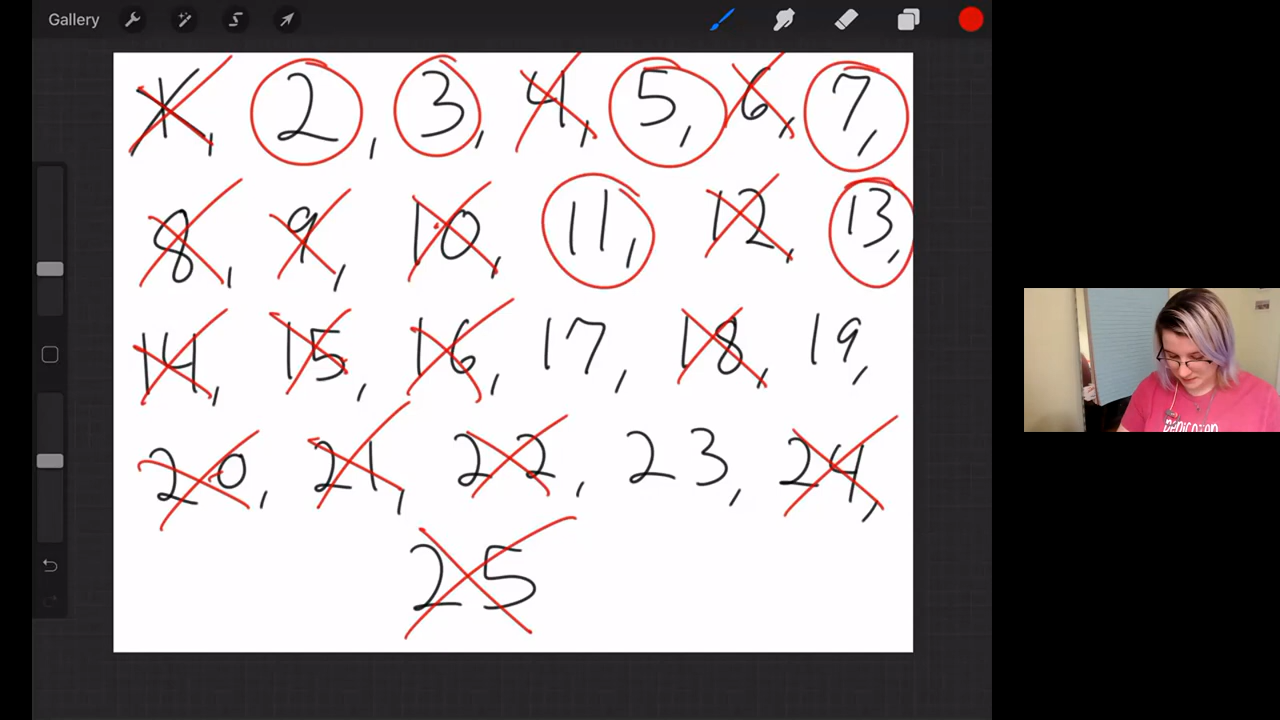 Gallery
1, 2, 3, 4, 5, 6, 7,
8, 9, 10, 11, 12, 13,
14, 15, 16, 17, 18, 19,
20, 21, 22, 23, 24,
25